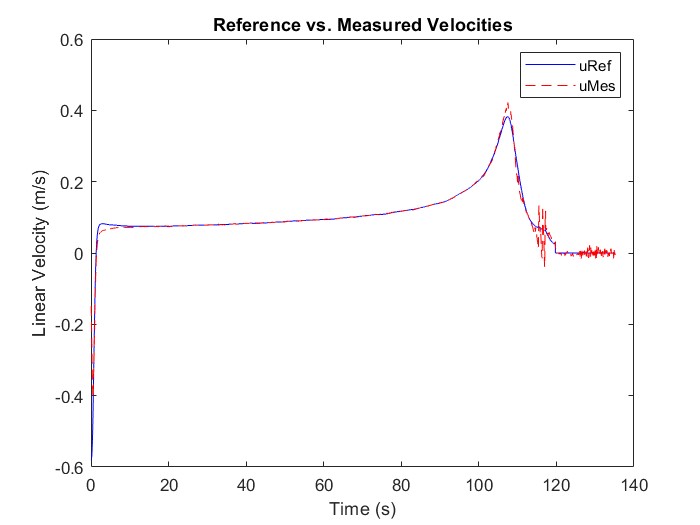 Reference vs. Measured Velocities
0.6
0.4
0.2
0
-0.2
-0.4
-0.6
Linear Velocity (m/s)
uRef
uMes
0 20 40 60 80 100 120 140
Time (s)